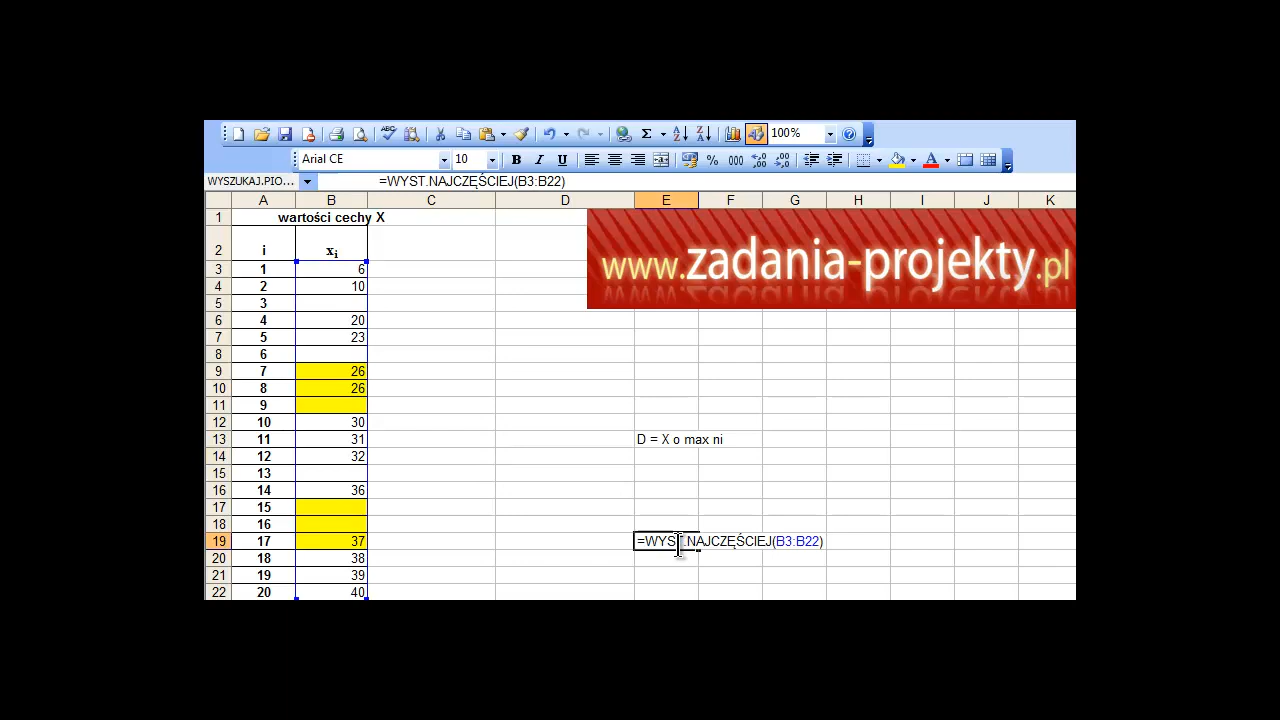 100%
Arial CE 10 B I U % 000
WYSZUKAJ.PIO... =WYST.NAJCZĘŚCIEJ(B3:B22)
A B C D E F G H I J K
1 wartości cechy X
www.zadania-projekty.pl
2 i xi
3 1 6
4 2 10
5 3
6 4 20
7 5 23
8 6
9 7 26
10 8 26
11 9
12 10 30
13 11 31 D = X o max ni
14 12 32
15 13
16 14 36
17 15
18 16
19 17 37 =WYST.NAJCZĘŚCIEJ(B3:B22)
20 18 38
21 19 39
22 20 40